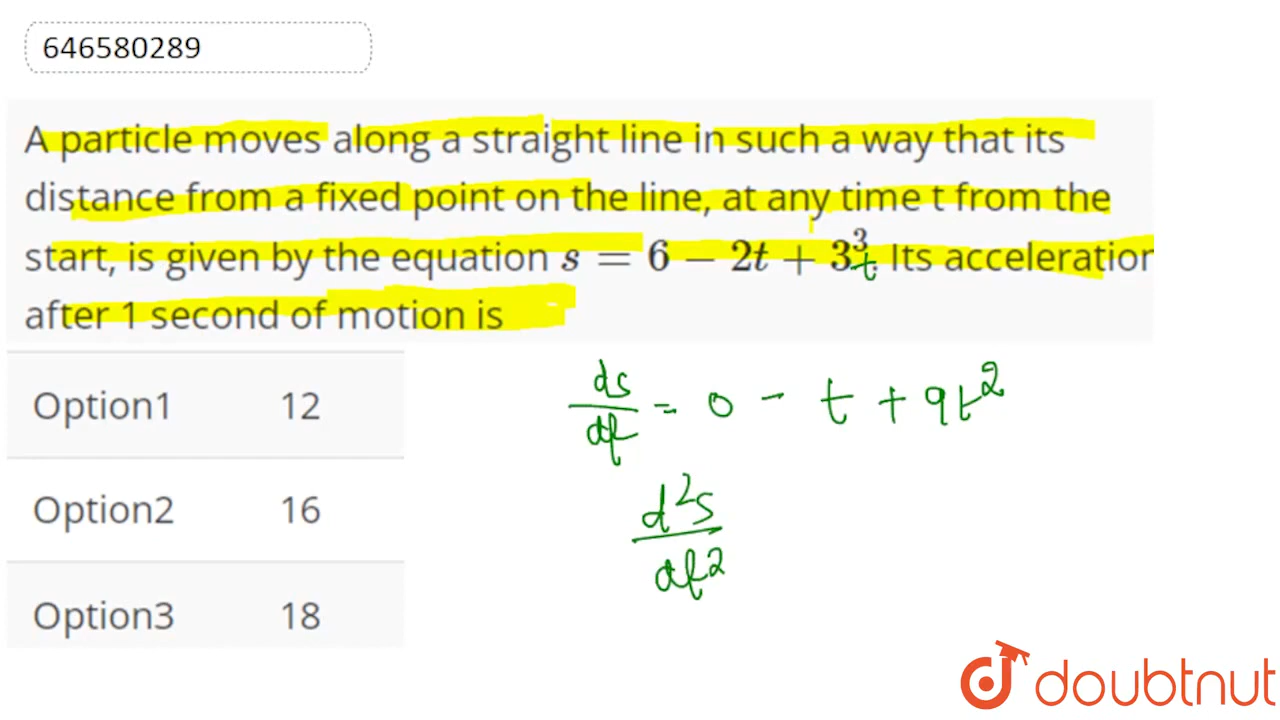 646580289
A particle moves along a straight line in such a way that its
distance from a fixed point on the line, at any time t from the
start, is given by the equation s = 6 − 2t + 3t³. Its acceleration
after 1 second of motion is
Option1 12
Option2 16
Option3 18
ds/dt = 0 - t + 9t²
d²s/dt²
doubtnut